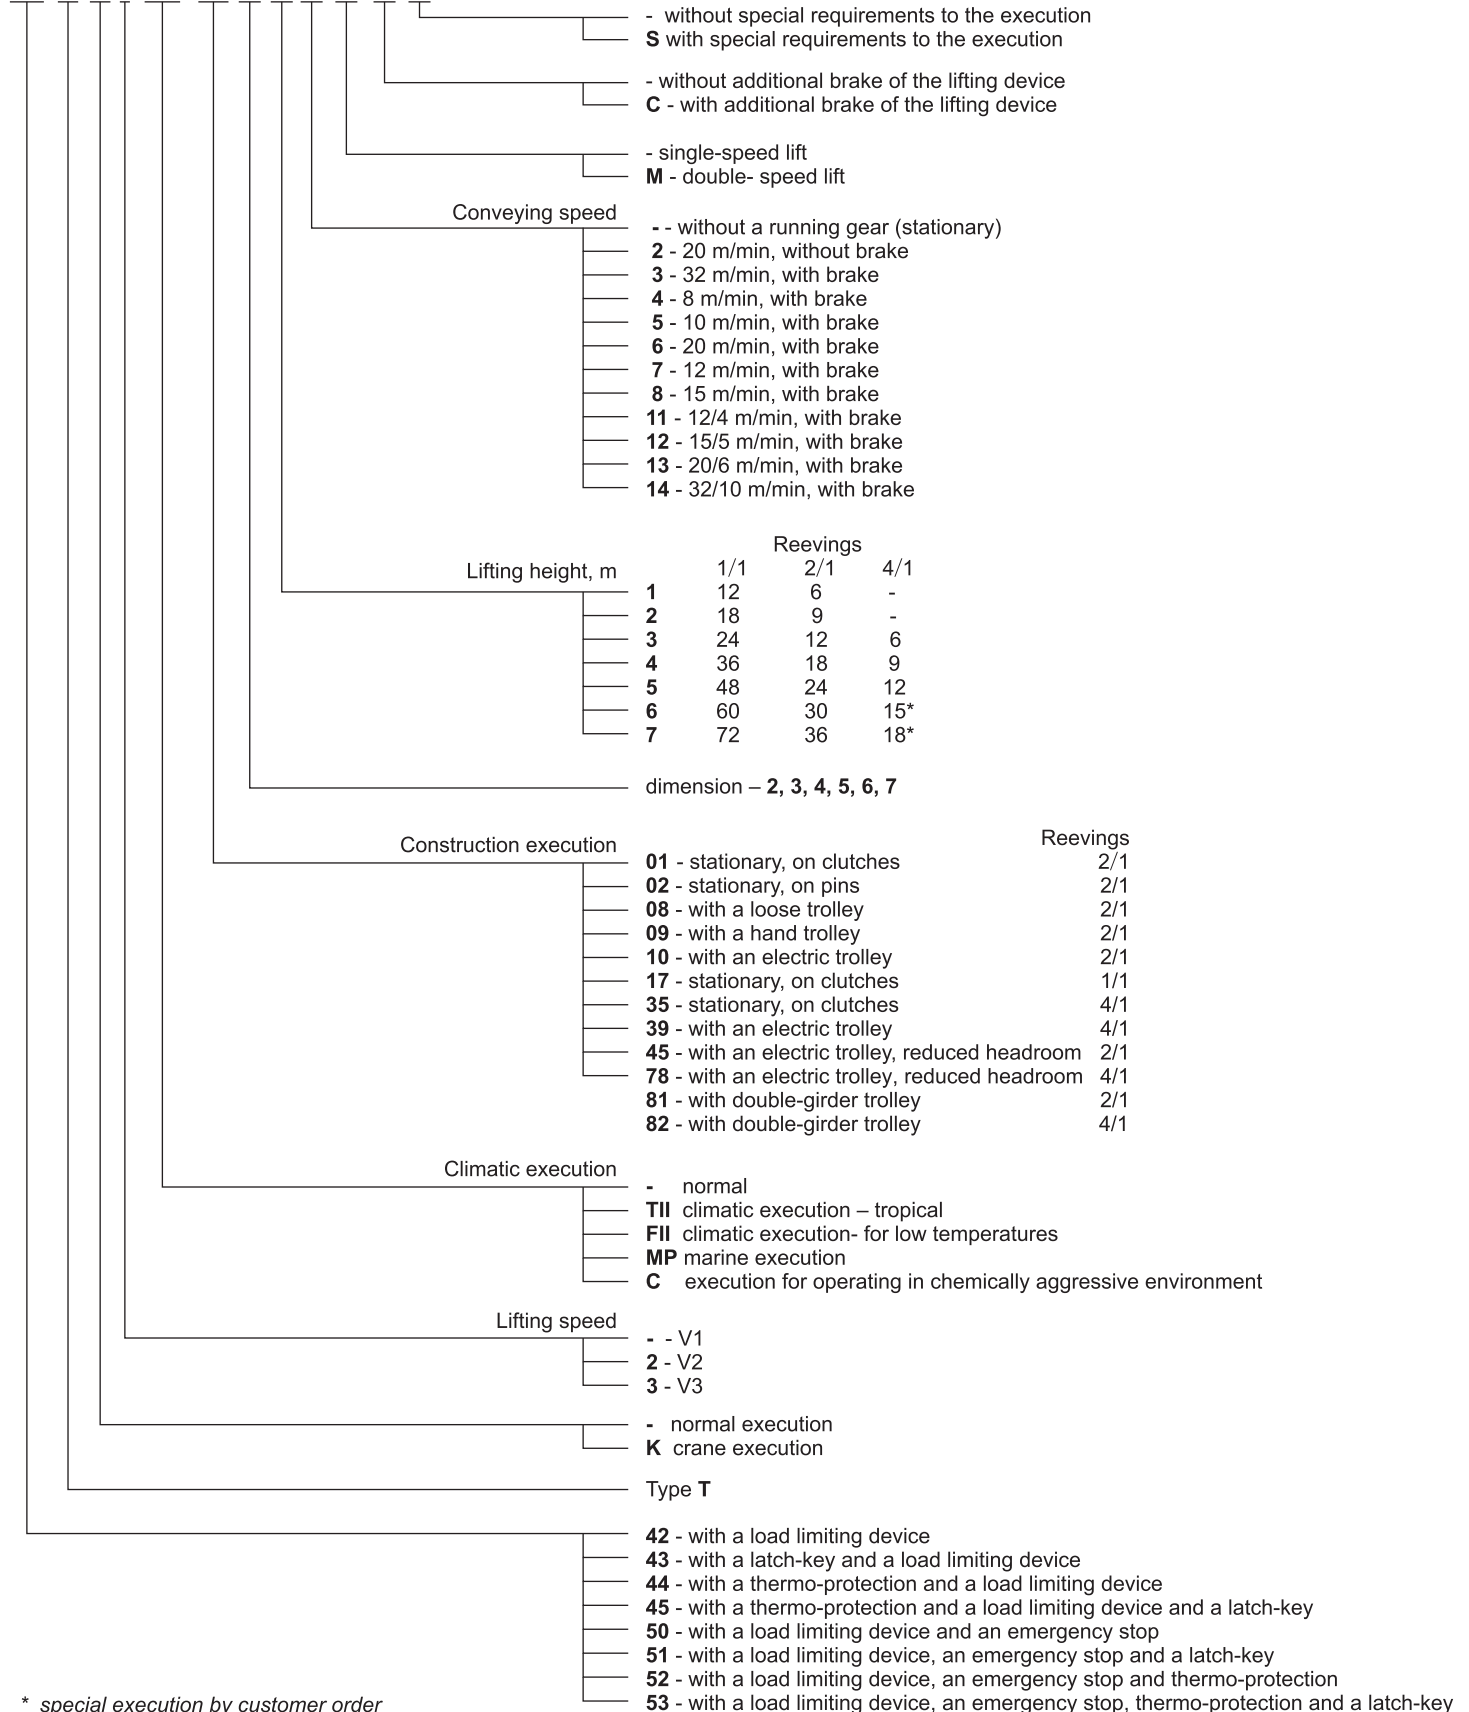 - without special requirements to the execution
S with special requirements to the execution
- without additional brake of the lifting device
C - with additional brake of the lifting device
- single-speed lift
M - double- speed lift
Conveying speed
- - without a running gear (stationary)
2 - 20 m/min, without brake
3 - 32 m/min, with brake
4 - 8 m/min, with brake
5 - 10 m/min, with brake
6 - 20 m/min, with brake
7 - 12 m/min, with brake
8 - 15 m/min, with brake
11 - 12/4 m/min, with brake
12 - 15/5 m/min, with brake
13 - 20/6 m/min, with brake
14 - 32/10 m/min, with brake
Reevings
Lifting height, m 1/1 2/1 4/1
1 12 6 -
2 18 9 -
3 24 12 6
4 36 18 9
5 48 24 12
6 60 30 15*
7 72 36 18*
dimension – 2, 3, 4, 5, 6, 7
Construction execution Reevings
01 - stationary, on clutches 2/1
02 - stationary, on pins 2/1
08 - with a loose trolley 2/1
09 - with a hand trolley 2/1
10 - with an electric trolley 2/1
17 - stationary, on clutches 1/1
35 - stationary, on clutches 4/1
39 - with an electric trolley 4/1
45 - with an electric trolley, reduced headroom 2/1
78 - with an electric trolley, reduced headroom 4/1
81 - with double-girder trolley 2/1
82 - with double-girder trolley 4/1
Climatic execution
- normal
TII climatic execution – tropical
FII climatic execution- for low temperatures
MP marine execution
C execution for operating in chemically aggressive environment
Lifting speed
- - V1
2 - V2
3 - V3
- normal execution
K crane execution
Type T
42 - with a load limiting device
43 - with a latch-key and a load limiting device
44 - with a thermo-protection and a load limiting device
45 - with a thermo-protection and a load limiting device and a latch-key
50 - with a load limiting device and an emergency stop
51 - with a load limiting device, an emergency stop and a latch-key
52 - with a load limiting device, an emergency stop and thermo-protection
53 - with a load limiting device, an emergency stop, thermo-protection and a latch-key
* special execution by customer order